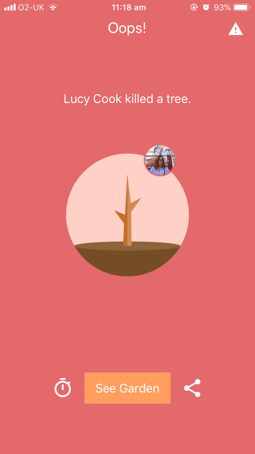 O2-UK
11:18 am
93%
Oops!
Lucy Cook killed a tree.
See Garden